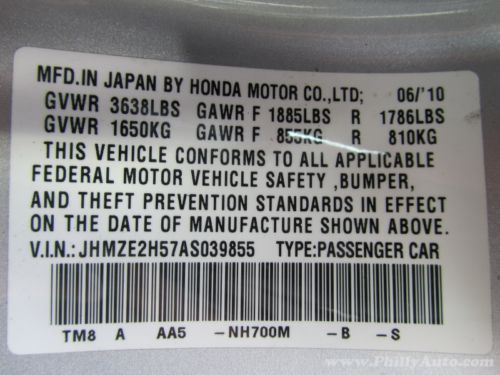 MFD.IN JAPAN BY HONDA MOTOR CO.,LTD; 06/'10
GVWR 3638LBS GAWR F 1885LBS R 1786LBS
GVWR 1650KG GAWR F 855KG R 810KG
THIS VEHICLE CONFORMS TO ALL APPLICABLE
FEDERAL MOTOR VEHICLE SAFETY ,BUMPER,
AND THEFT PREVENTION STANDARDS IN EFFECT
ON THE DATE OF MANUFACTURE SHOWN ABOVE.
V.I.N.:JHMZE2H57AS039855 TYPE:PASSENGER CAR
TM8 A AA5 -NH700M -B -S
www.PhillyAuto.com